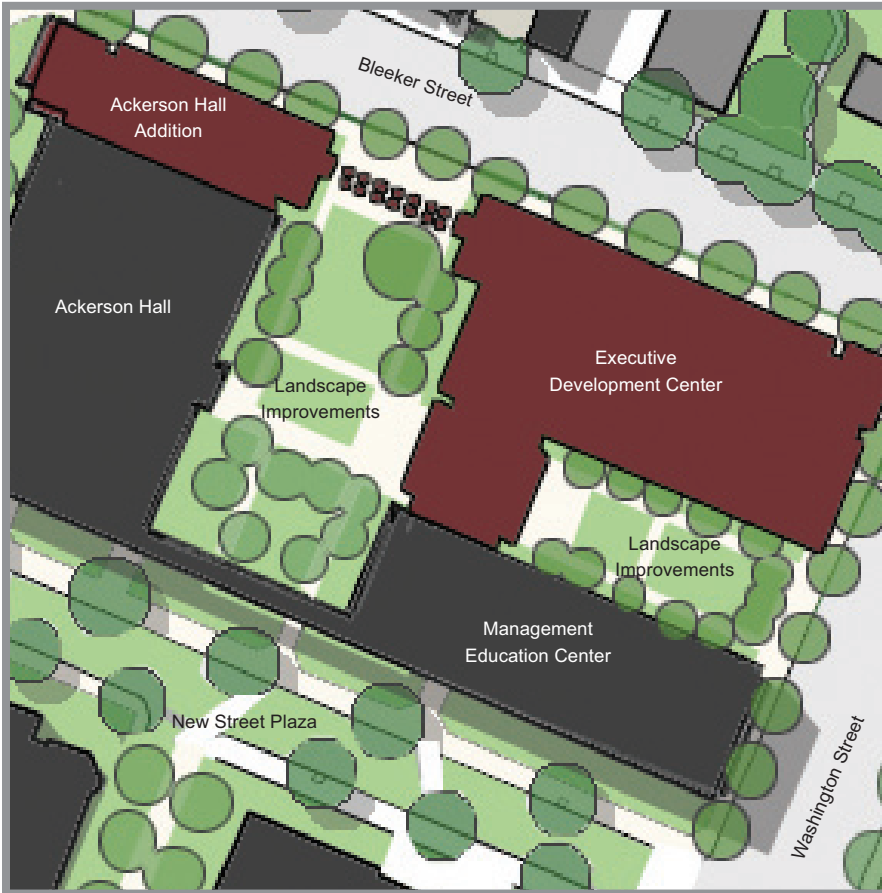 Bleeker Street
Ackerson Hall
Addition
Ackerson Hall
Executive
Development Center
Landscape
Improvements
Landscape
Improvements
Management
Education Center
New Street Plaza
Washington Street